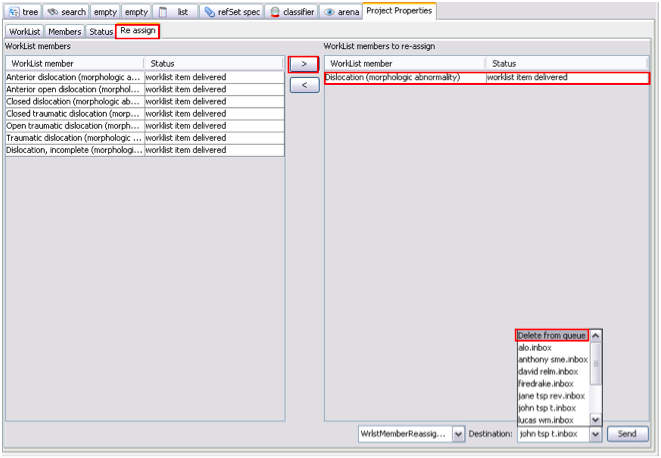 tree search empty empty list refSet spec classifier arena Project Properties
WorkList Members Status Re assign
WorkList members
WorkList member Status
Anterior dislocation (morphologic a... worklist item delivered
Anterior open dislocation (morphol... worklist item delivered
Closed dislocation (morphologic ab... worklist item delivered
Closed traumatic dislocation (morp... worklist item delivered
Open traumatic dislocation (morph... worklist item delivered
Traumatic dislocation (morphologic ... worklist item delivered
Dislocation, incomplete (morphologi... worklist item delivered
>
<
WorkList members to re-assign
WorkList member Status
Dislocation (morphologic abnormality) worklist item delivered
Delete from queue
alo.inbox
anthony sme.inbox
david relm.inbox
firedrake.inbox
jane tsp rev.inbox
john tsp t.inbox
lucas wm.inbox
WrlstMemberReassig... Destination: john tsp t.inbox Send